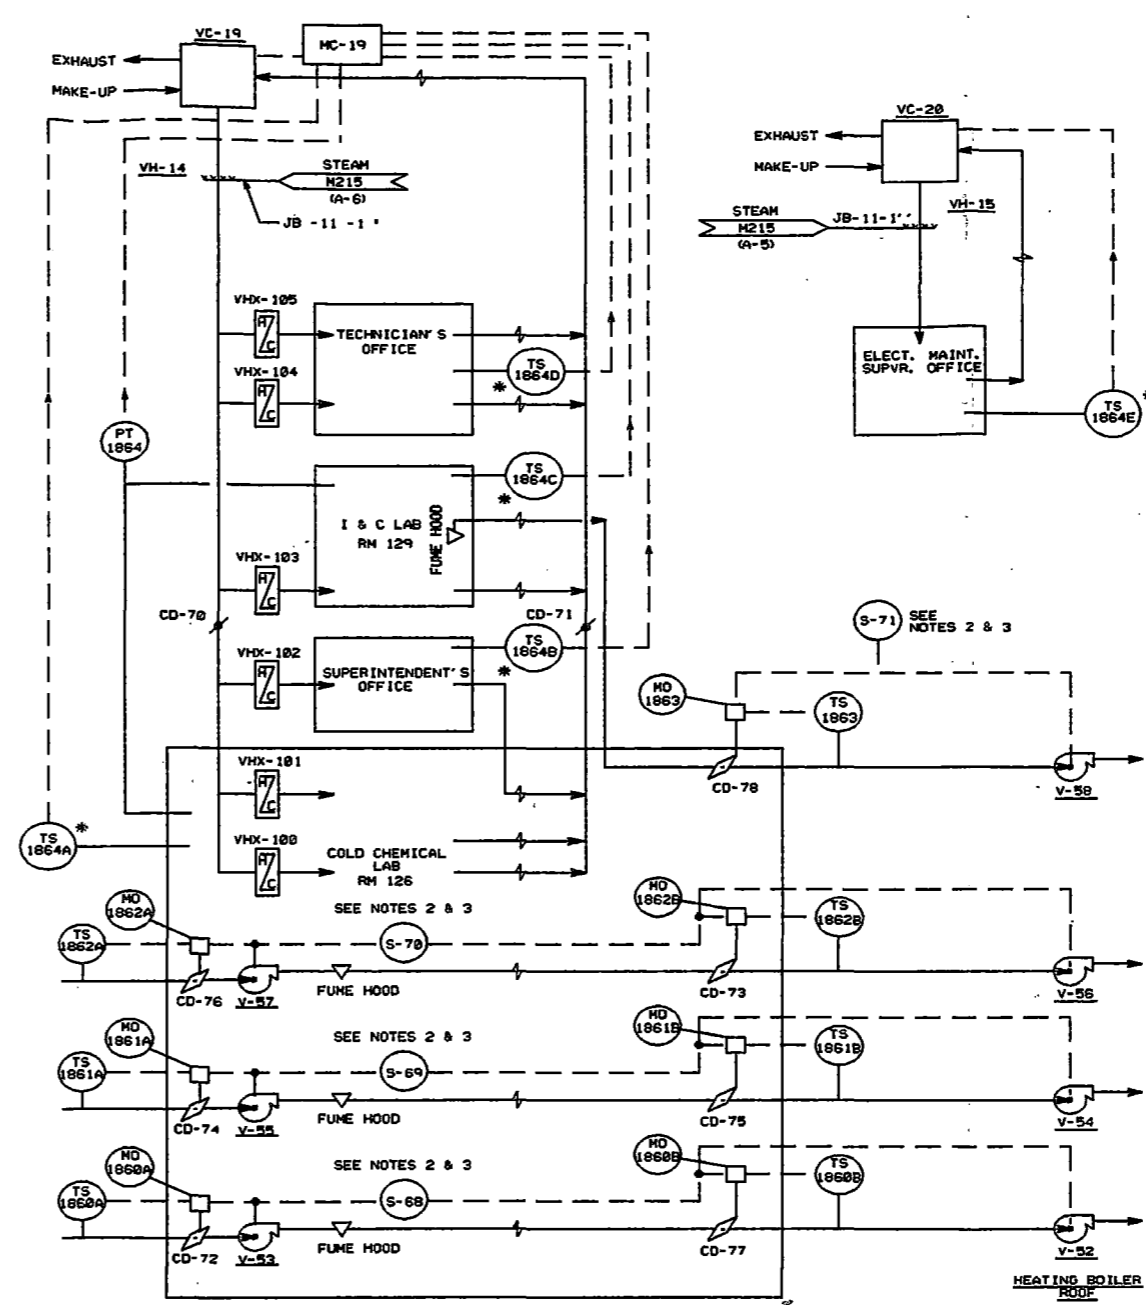 VC-19
MC-19
EXHAUST
MAKE-UP
VH-14
STEAM
M215
(A-6)
JB -11 -1"
VC-20
EXHAUST
MAKE-UP
VH-15
STEAM
M215
(A-5)
JB-11-1''
ELECT. MAINT.
SUPVR. OFFICE
TS
1864E
*
VHX-105
A/C
TECHNICIAN'S
OFFICE
VHX-104
A/C
TS
1864D
*
PT
1864
TS
1864C
*
I & C LAB
RM 129
FUME HOOD
VHX-103
A/C
CD-70
CD-71
TS
1864B
*
VHX-102
A/C
SUPERINTENDENT'S
OFFICE
S-71
SEE
NOTES 2 & 3
MO
1863
TS
1863
CD-78
V-58
VHX-101
A/C
TS
1864A
*
VHX-100
A/C
COLD CHEMICAL
LAB
RM 126
SEE NOTES 2 & 3
MO
1862A
TS
1862A
S-70
MO
1862B
TS
1862B
CD-76
V-57
FUME HOOD
CD-73
V-56
SEE NOTES 2 & 3
MO
1861A
TS
1861A
S-69
MO
1861B
TS
1861B
CD-74
V-55
FUME HOOD
CD-75
V-54
SEE NOTES 2 & 3
MO
1860A
TS
1860A
S-68
MO
1860B
TS
1860B
CD-72
V-53
FUME HOOD
CD-77
V-52
HEATING BOILER
ROOF